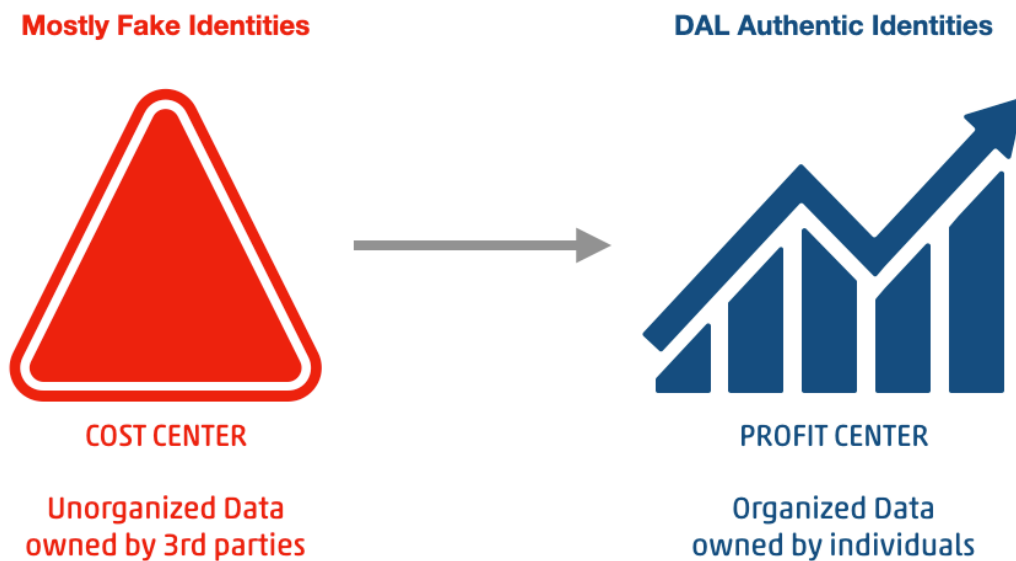 Mostly Fake Identities
DAL Authentic Identities
COST CENTER
PROFIT CENTER
Unorganized Data
owned by 3rd parties
Organized Data
owned by individuals